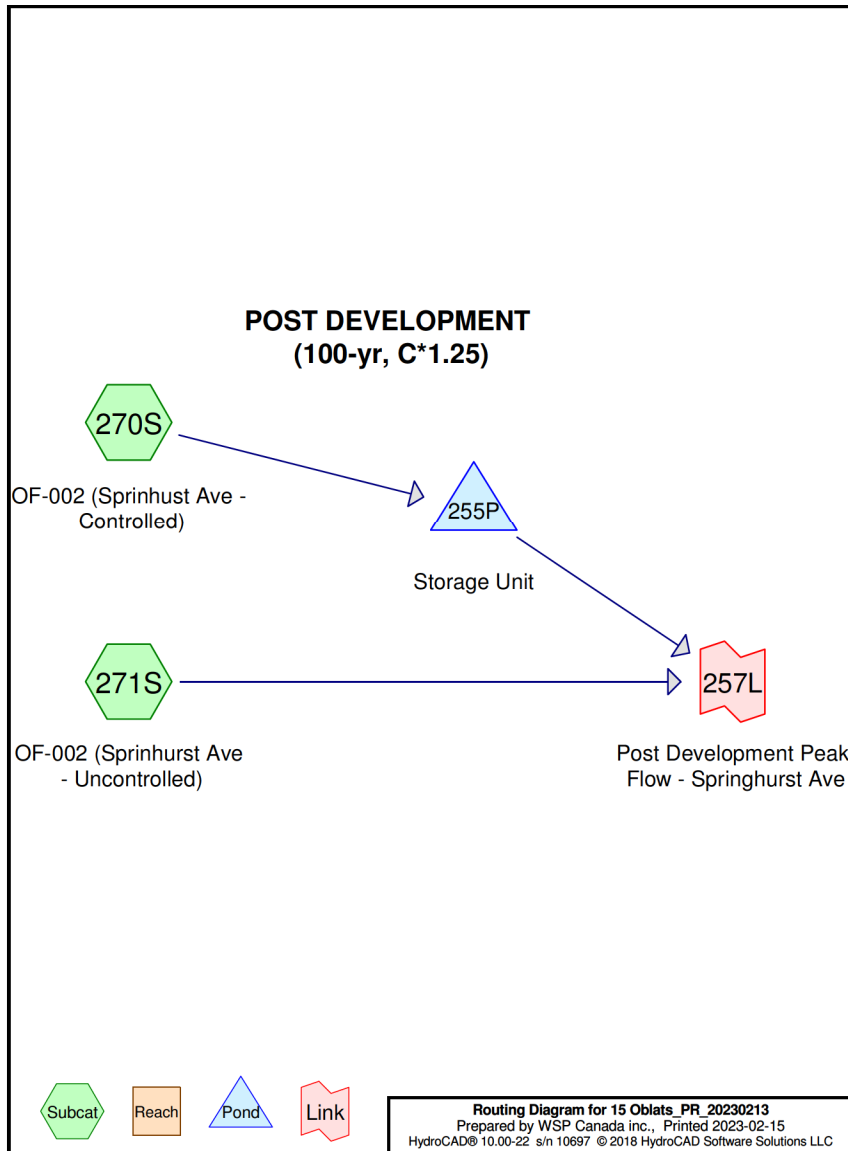 POST DEVELOPMENT
(100-yr, C*1.25)
270S
OF-002 (Sprinhust Ave -
Controlled)
255P
Storage Unit
271S
OF-002 (Sprinhurst Ave
- Uncontrolled)
257L
Post Development Peak
Flow - Springhurst Ave
Subcat
Reach
Pond
Link
Routing Diagram for 15 Oblats_PR_20230213
Prepared by WSP Canada inc., Printed 2023-02-15
HydroCAD® 10.00-22 s/n 10697 © 2018 HydroCAD Software Solutions LLC